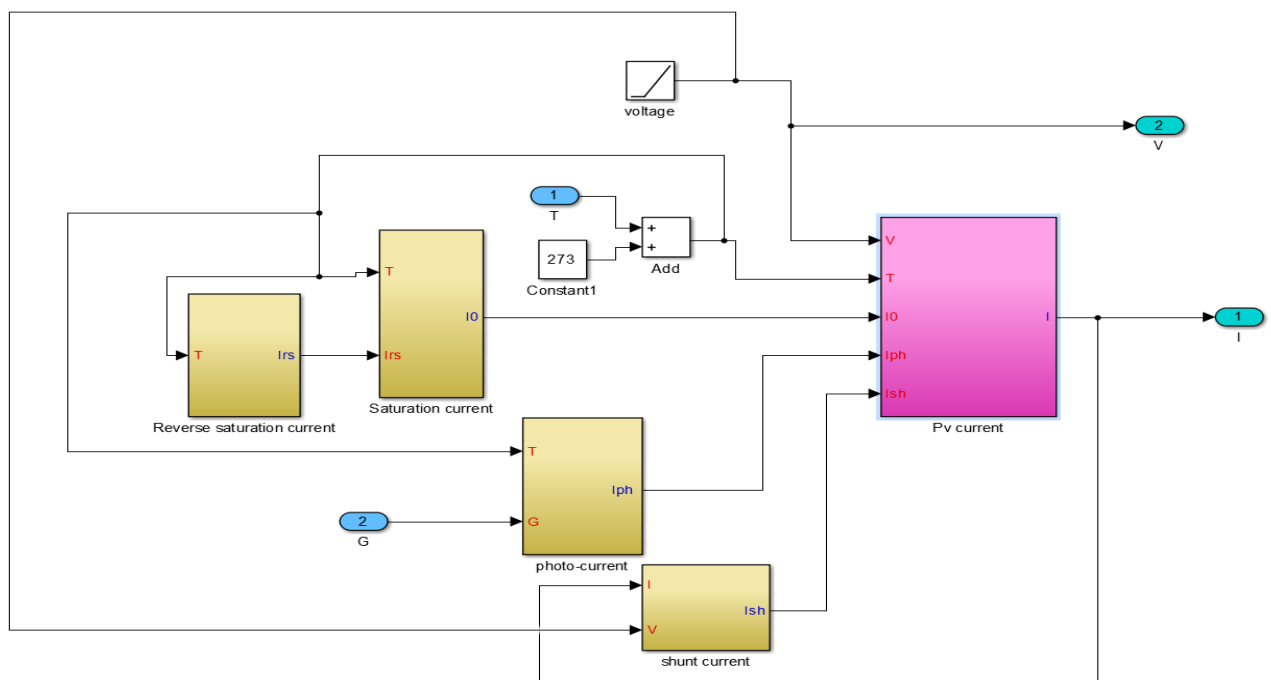 voltage
2
V
1
T
273
Constant1
+
+
Add
T
Irs
Reverse saturation current
T
Irs
I0
Saturation current
V
T
I0
Iph
Ish
I
Pv current
1
I
T
G
Iph
photo-current
2
G
I
V
Ish
shunt current